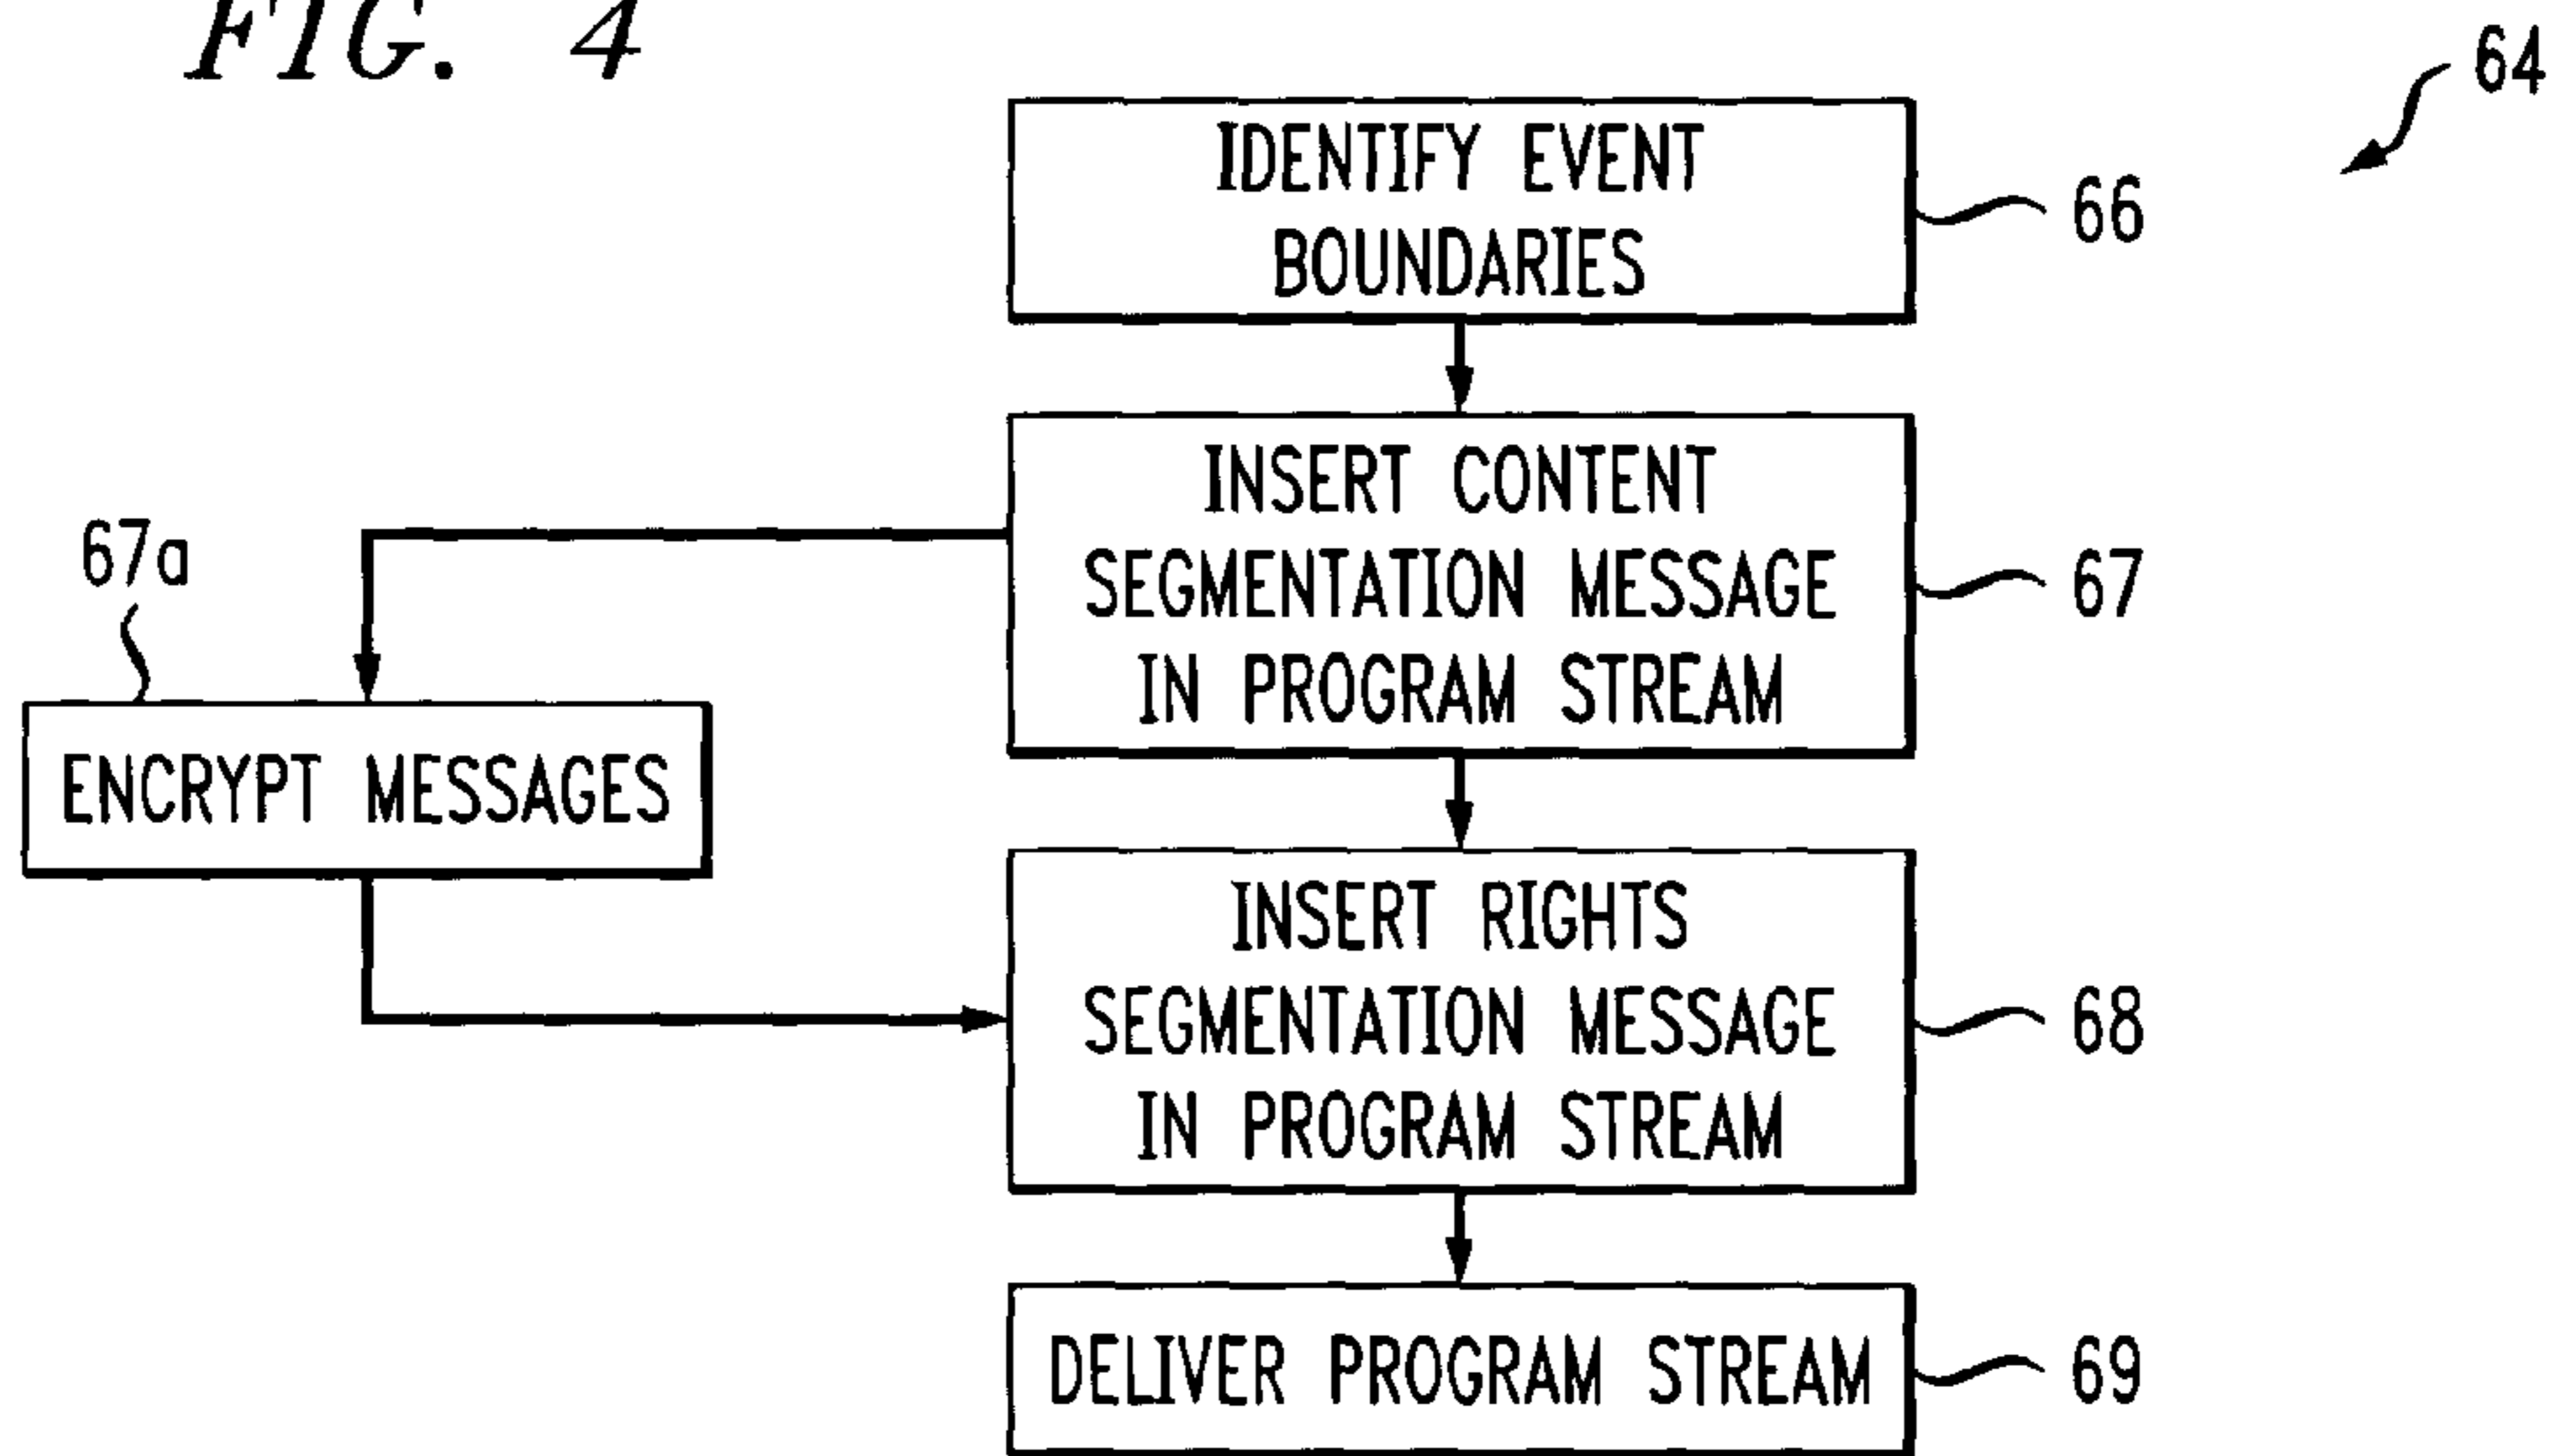 FIG. 4
64
IDENTIFY EVENT
BOUNDARIES
66
INSERT CONTENT
SEGMENTATION MESSAGE
IN PROGRAM STREAM
67
67a
ENCRYPT MESSAGES
INSERT RIGHTS
SEGMENTATION MESSAGE
IN PROGRAM STREAM
68
DELIVER PROGRAM STREAM
69